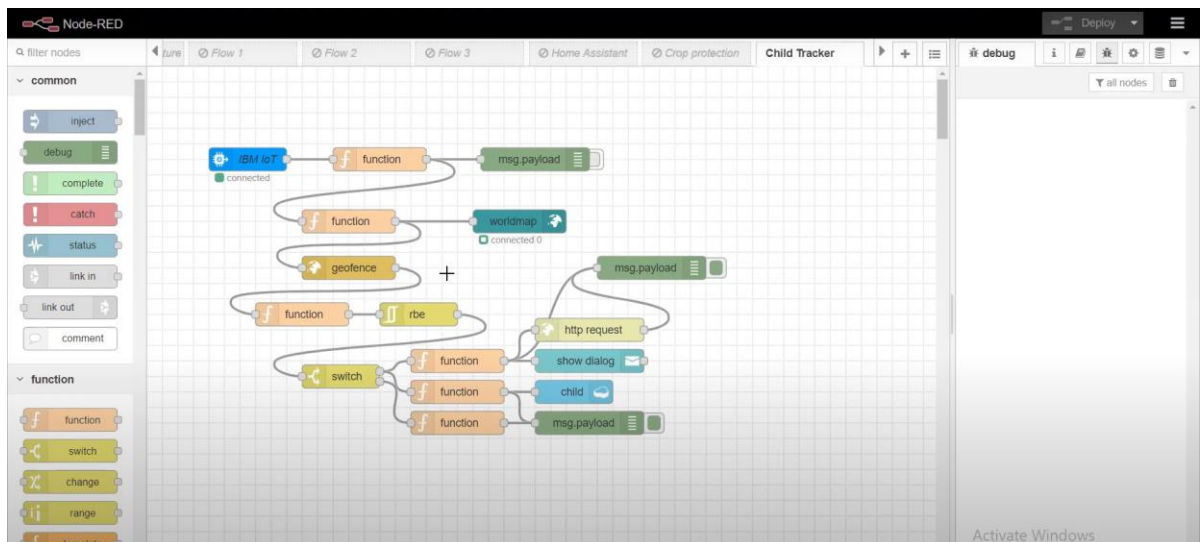 Node-RED
Deploy
filter nodes
ture
Flow 1
Flow 2
Flow 3
Home Assistant
Crop protection
Child Tracker
debug
all nodes
common
inject
debug
complete
catch
status
link in
link out
comment
function
function
switch
change
range
template
IBM IoT
connected
function
msg.payload
function
worldmap
connected 0
geofence
msg.payload
function
rbe
http request
switch
function
show dialog
function
child
function
msg.payload
Activate Windows